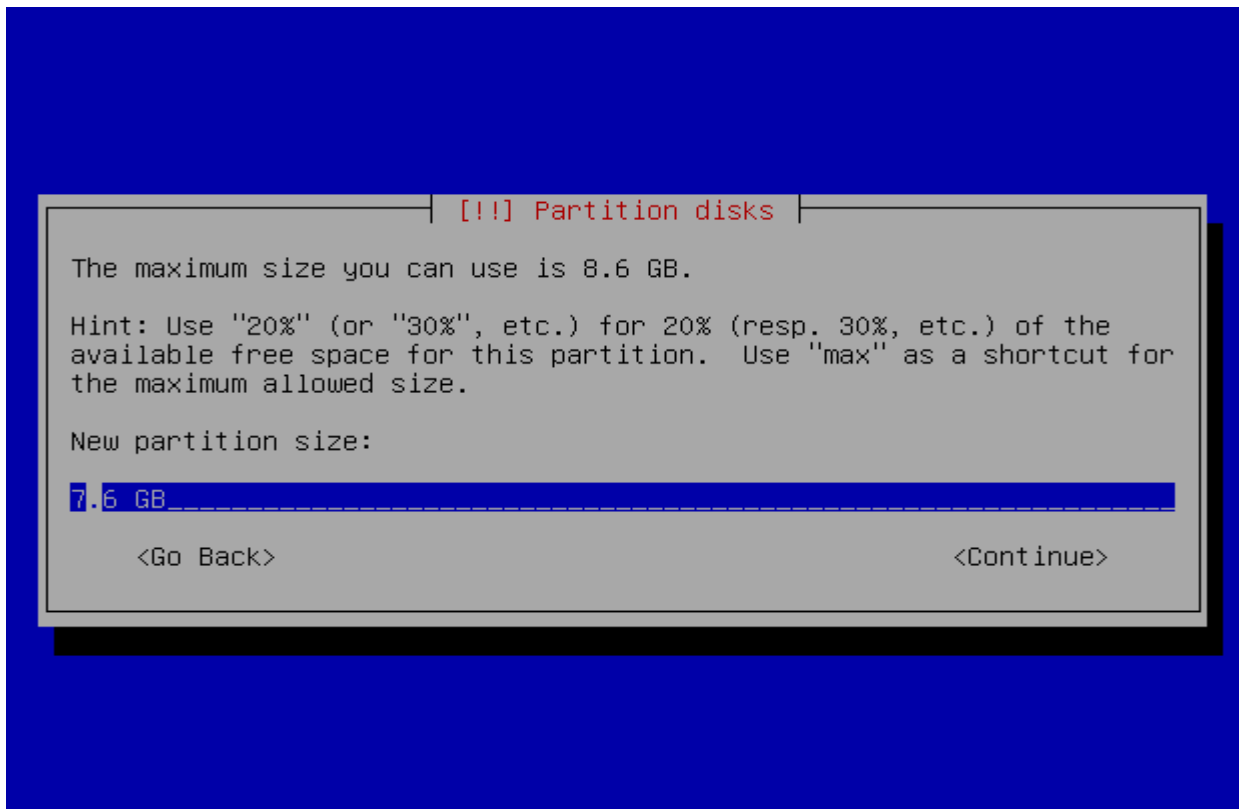 [!!] Partition disks
The maximum size you can use is 8.6 GB.
Hint: Use "20%" (or "30%", etc.) for 20% (resp. 30%, etc.) of the
available free space for this partition.  Use "max" as a shortcut for
the maximum allowed size.
New partition size:
7.6 GB________________________________________________________________
<Go Back> <Continue>